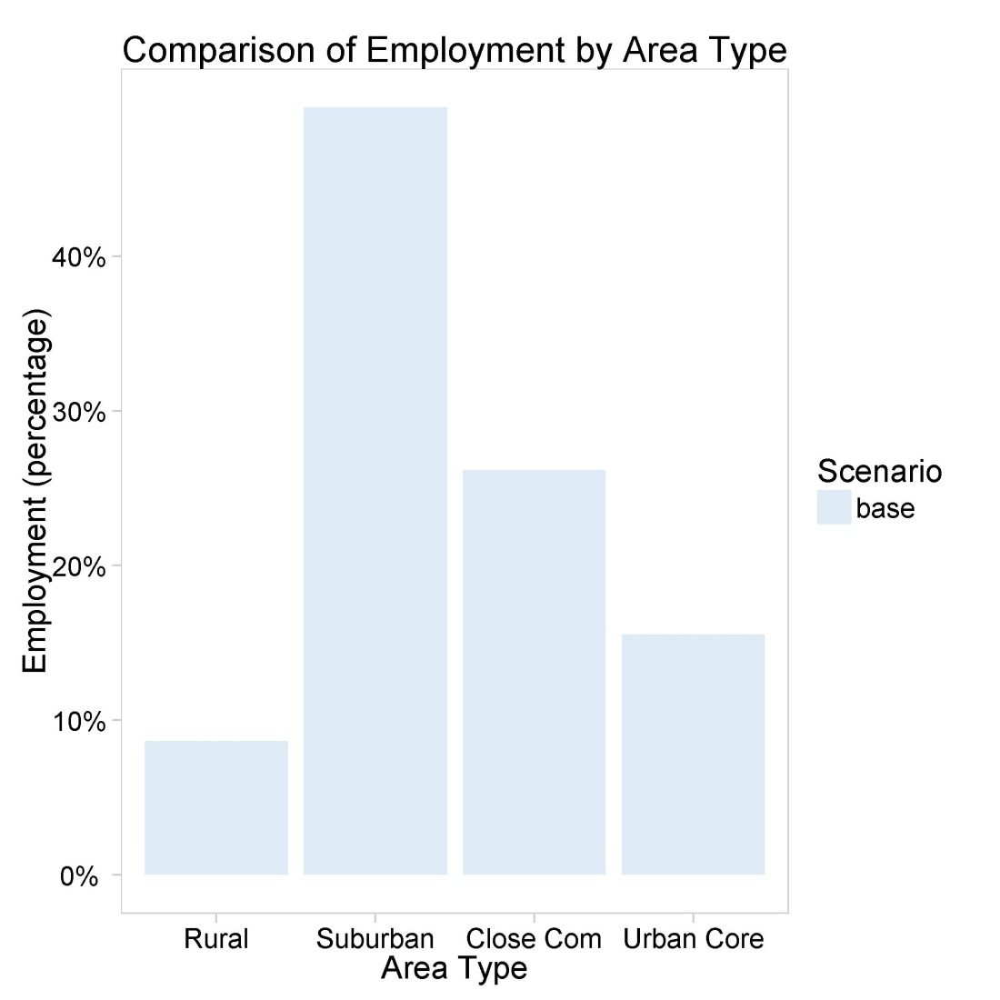 Comparison of Employment by Area Type
Employment (percentage)
40%
30%
20%
10%
0%
Rural Suburban Close Com Urban Core
Area Type
Scenario
base